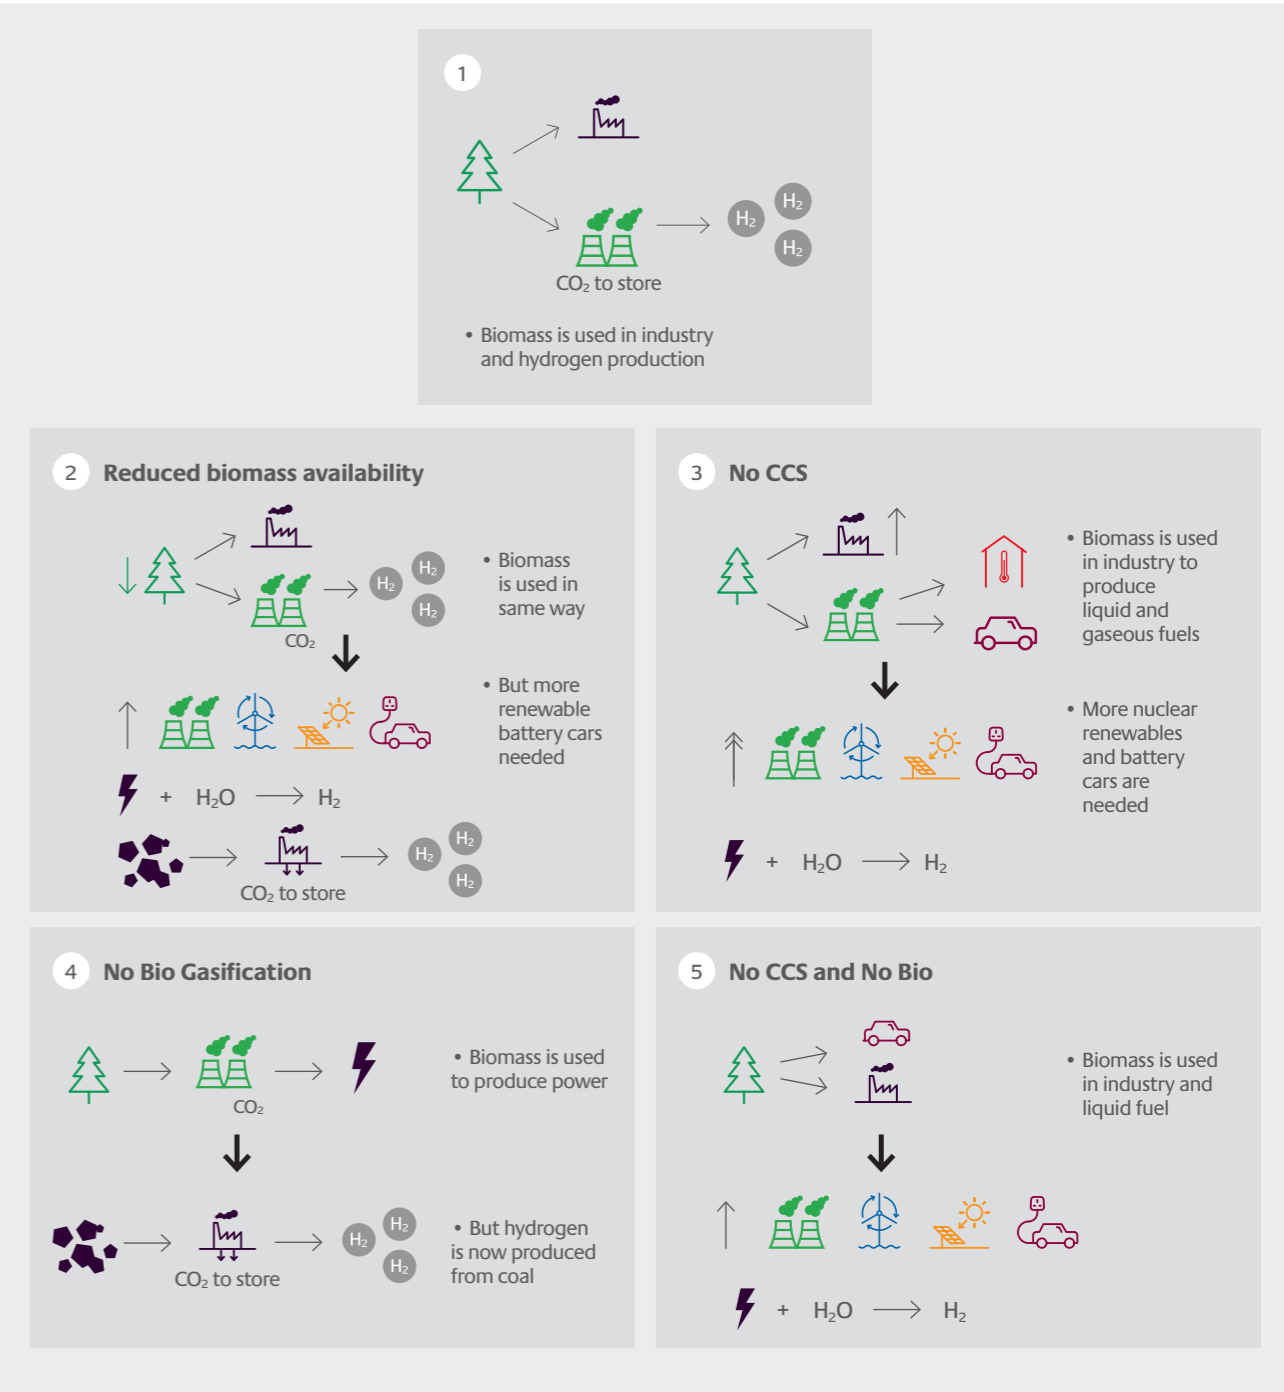 1
H₂
H₂
H₂
CO₂ to store
• Biomass is used in industry
and hydrogen production
2 Reduced biomass availability
H₂
H₂
H₂
CO₂
• Biomass
is used in
same way
• But more
renewable
battery cars
needed
+ H₂O H₂
H₂
H₂
H₂
CO₂ to store
3 No CCS
• Biomass is used
in industry to
produce
liquid and
gaseous fuels
• More nuclear
renewables
and battery
cars are
needed
+ H₂O H₂
4 No Bio Gasification
CO₂
• Biomass is used
to produce power
H₂
H₂
H₂
CO₂ to store
• But hydrogen
is now produced
from coal
5 No CCS and No Bio
• Biomass is used
in industry and
liquid fuel
+ H₂O H₂